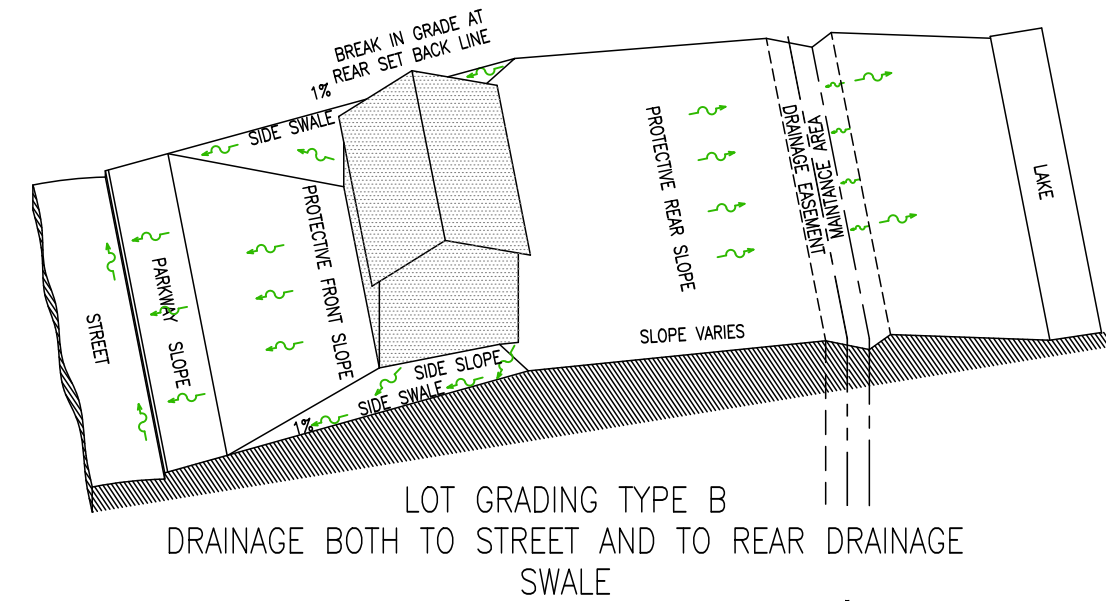 BREAK IN GRADE AT
REAR SET BACK LINE
1%
SIDE SWALE
STREET
PARKWAY SLOPE
PROTECTIVE FRONT SLOPE
PROTECTIVE REAR SLOPE
DRAINAGE EASEMENT
MAINTANCE AREA
LAKE
SLOPE VARIES
SIDE SLOPE
SIDE SWALE
1%
LOT GRADING TYPE B
DRAINAGE BOTH TO STREET AND TO REAR DRAINAGE
SWALE